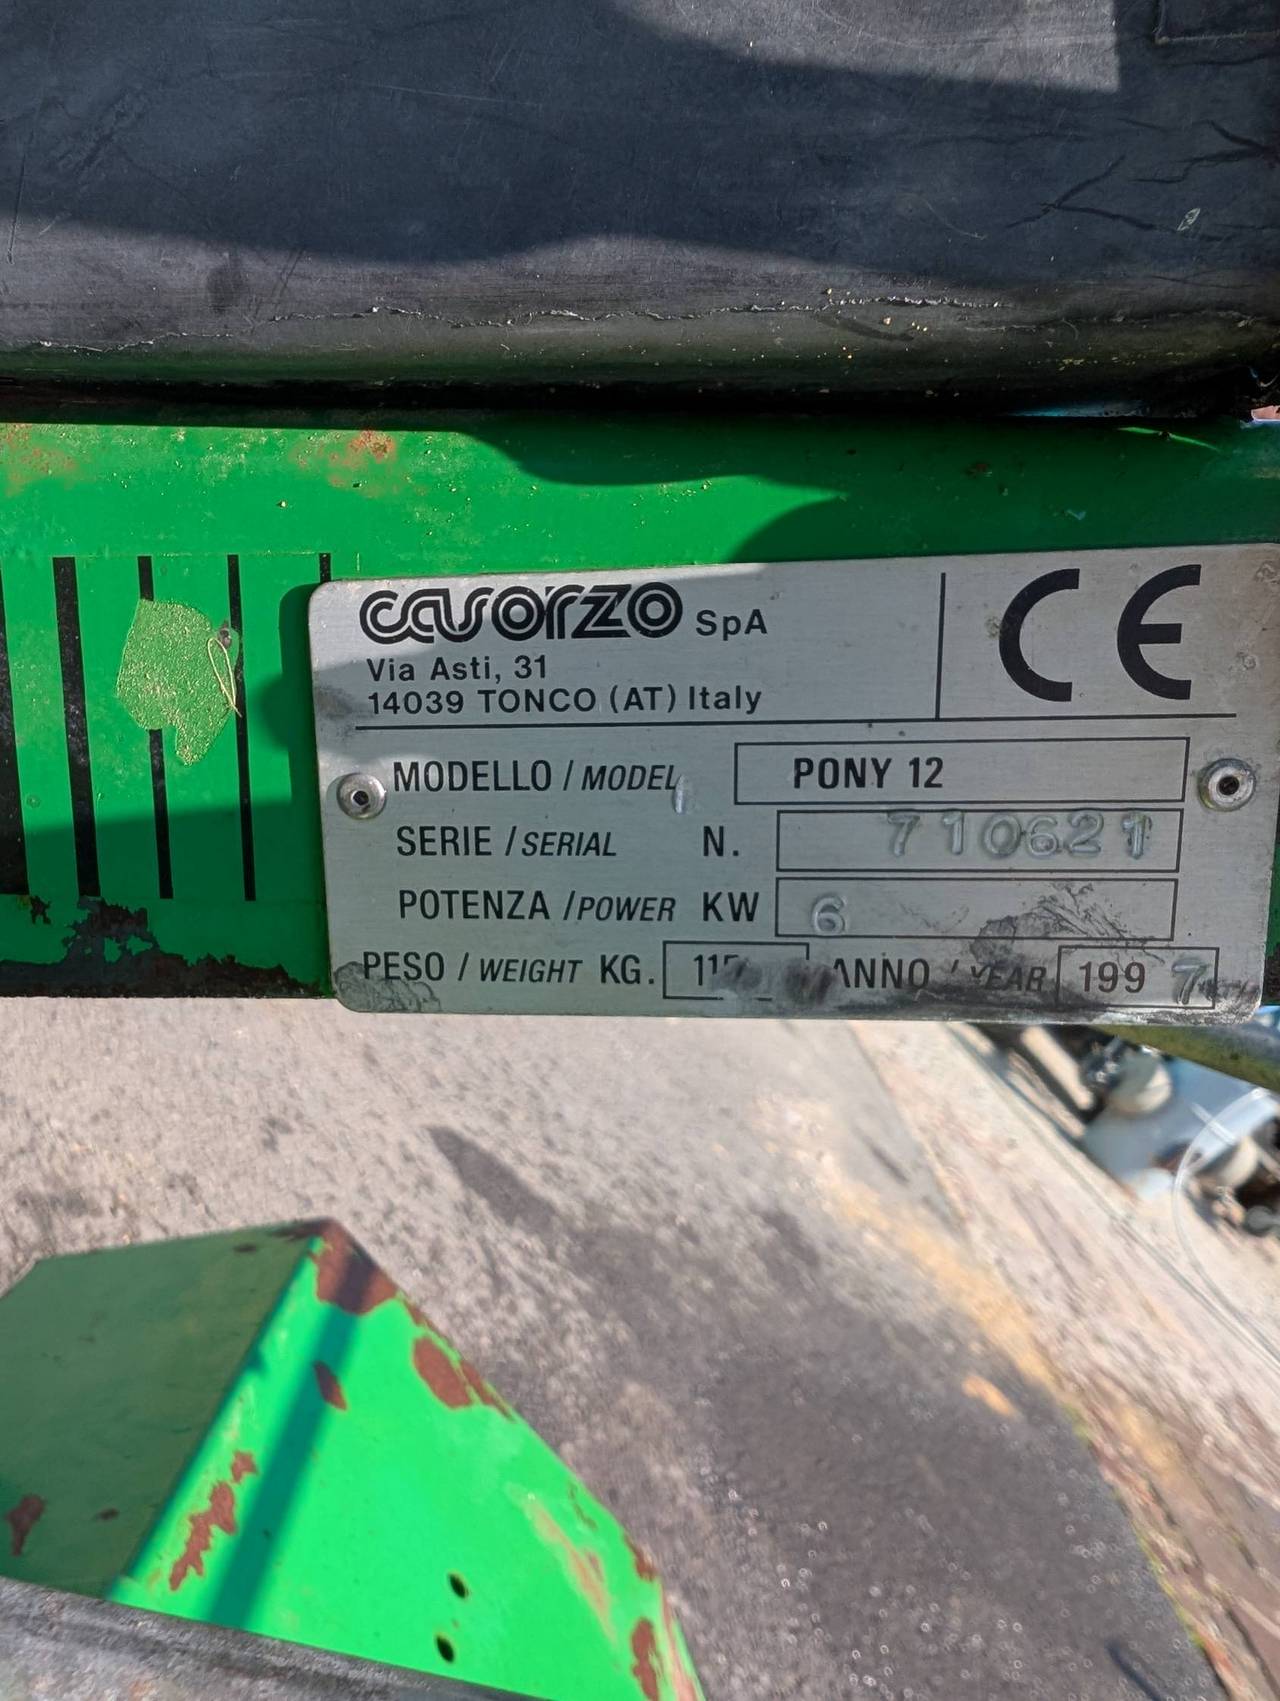 casorzo SpA
Via Asti, 31
14039 TONCO (AT) Italy
CE
MODELLO / MODEL PONY 12
SERIE / SERIAL N. 710621
POTENZA / POWER KW 6
PESO / WEIGHT KG. ANNO / YEAR 1997